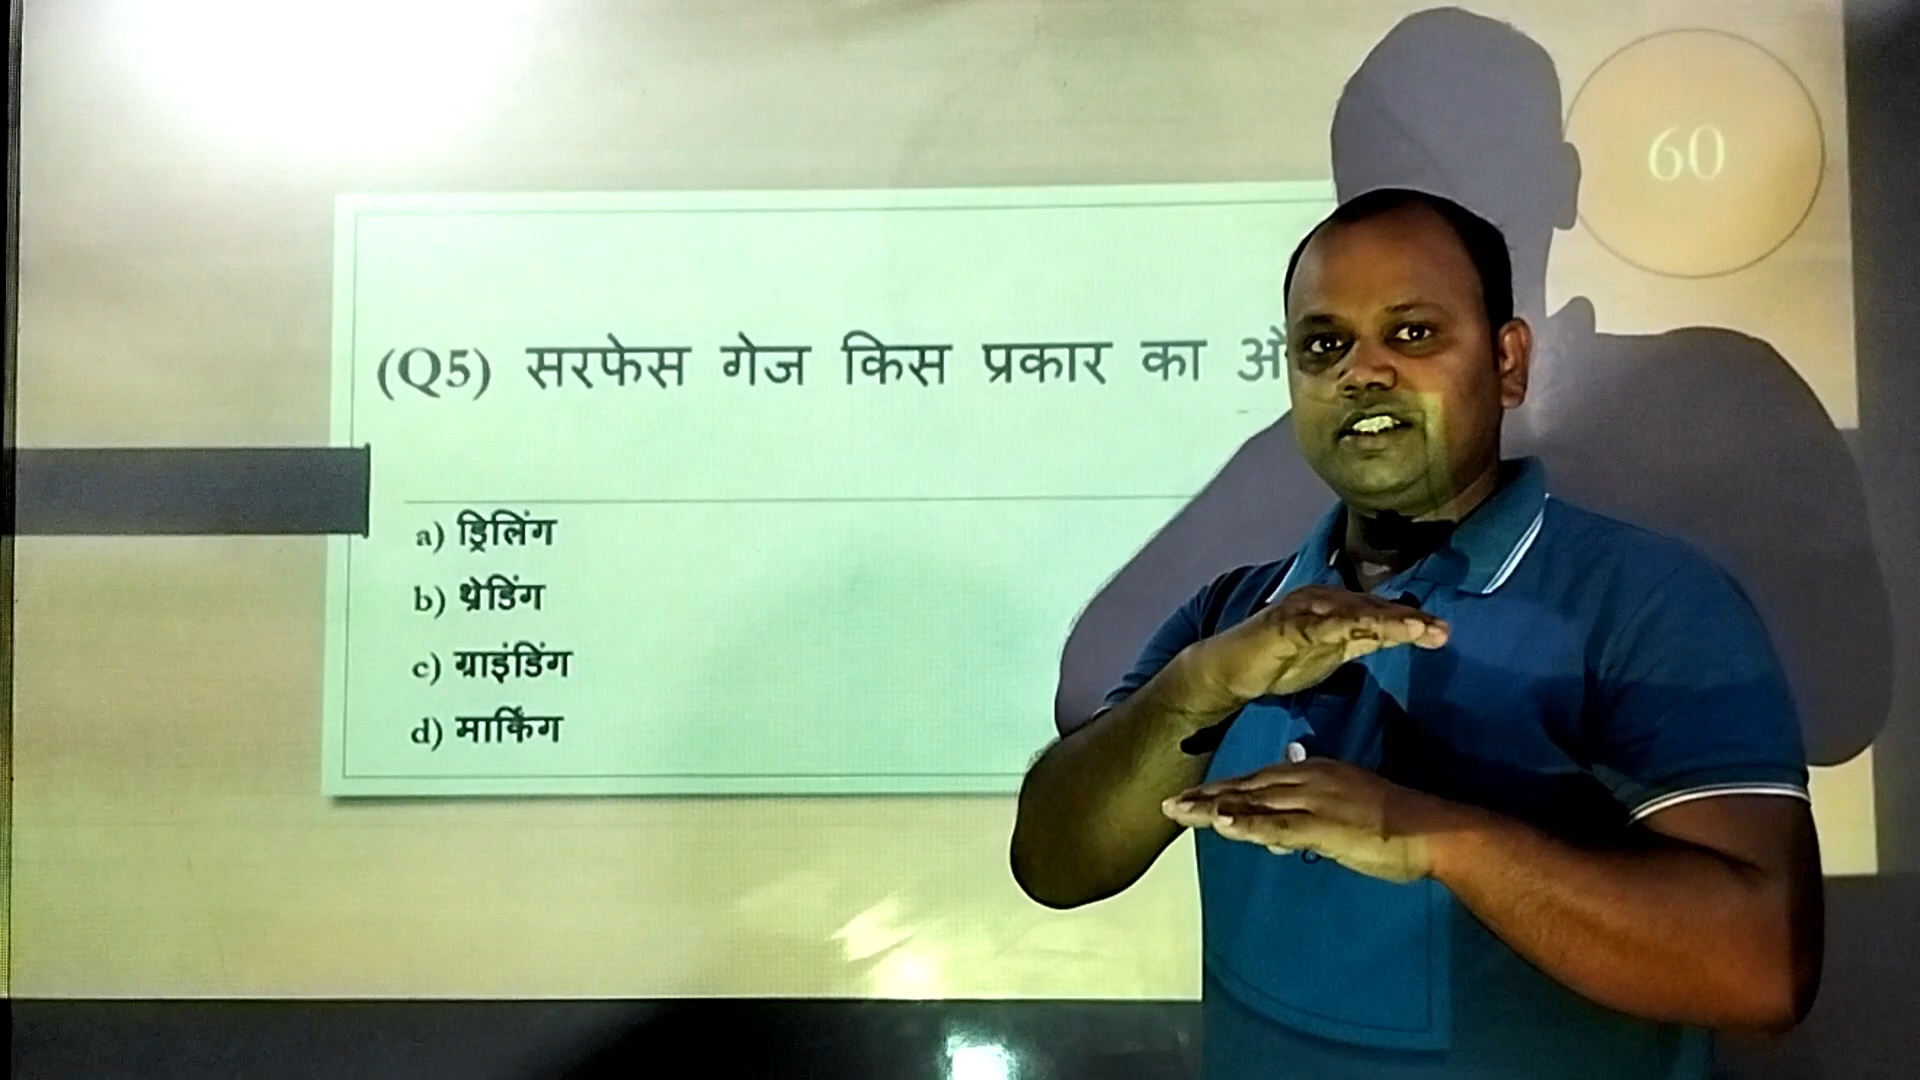 60
(Q5) सरफेस गेज किस प्रकार का
a) ड्रिलिंग
b) थ्रेडिंग
c) ग्राइंडिंग
d) मार्किंग